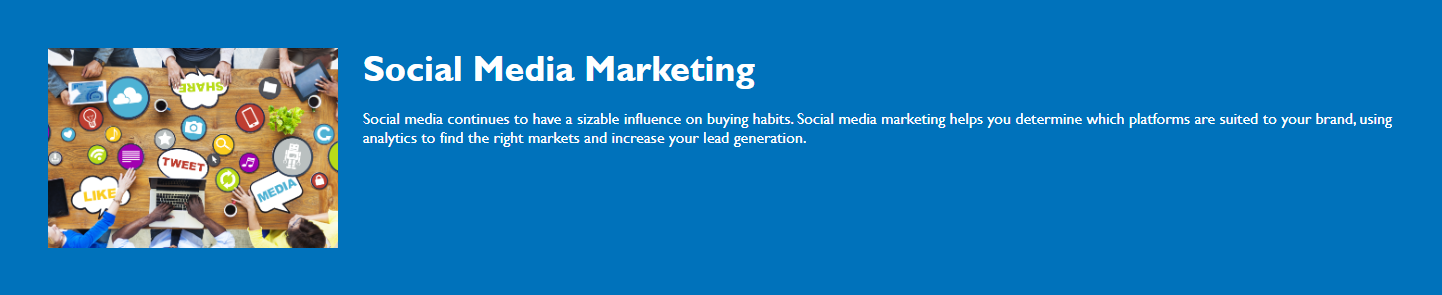 Social Media Marketing
Social media continues to have a sizable influence on buying habits. Social media marketing helps you determine which platforms are suited to your brand, using
analytics to find the right markets and increase your lead generation.
SHARE
TWEET
LIKE
MEDIA